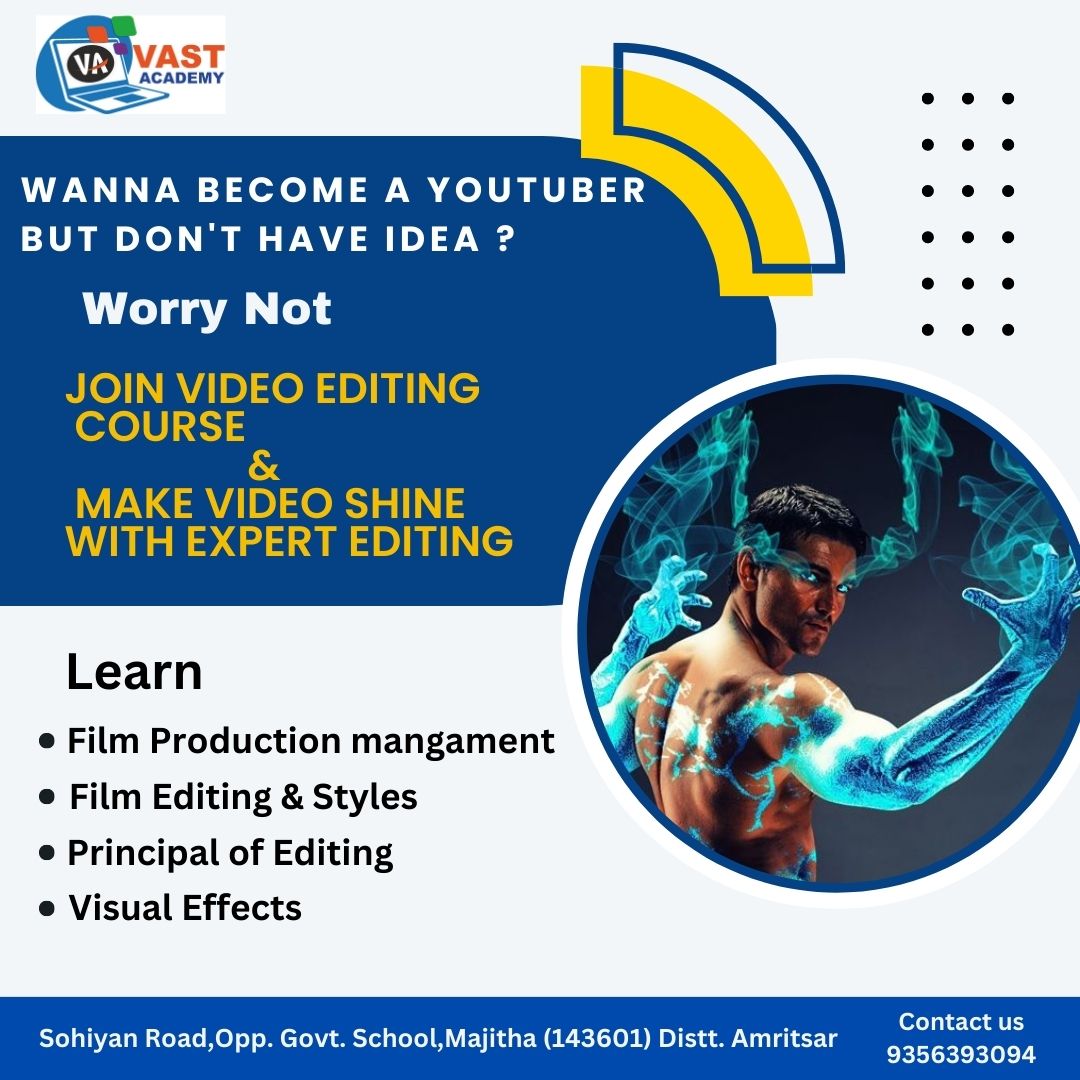 VA VAST
ACADEMY
WANNA BECOME A YOUTUBER
BUT DON'T HAVE IDEA ?
Worry Not
JOIN VIDEO EDITING
COURSE
&
MAKE VIDEO SHINE
WITH EXPERT EDITING
Learn
• Film Production mangament
• Film Editing & Styles
• Principal of Editing
• Visual Effects
Sohiyan Road,Opp. Govt. School,Majitha (143601) Distt. Amritsar
Contact us
9356393094